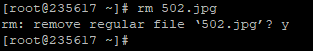 [root@235617 ~]# rm 502.jpg
rm: remove regular file ‘502.jpg’? y
[root@235617 ~]#